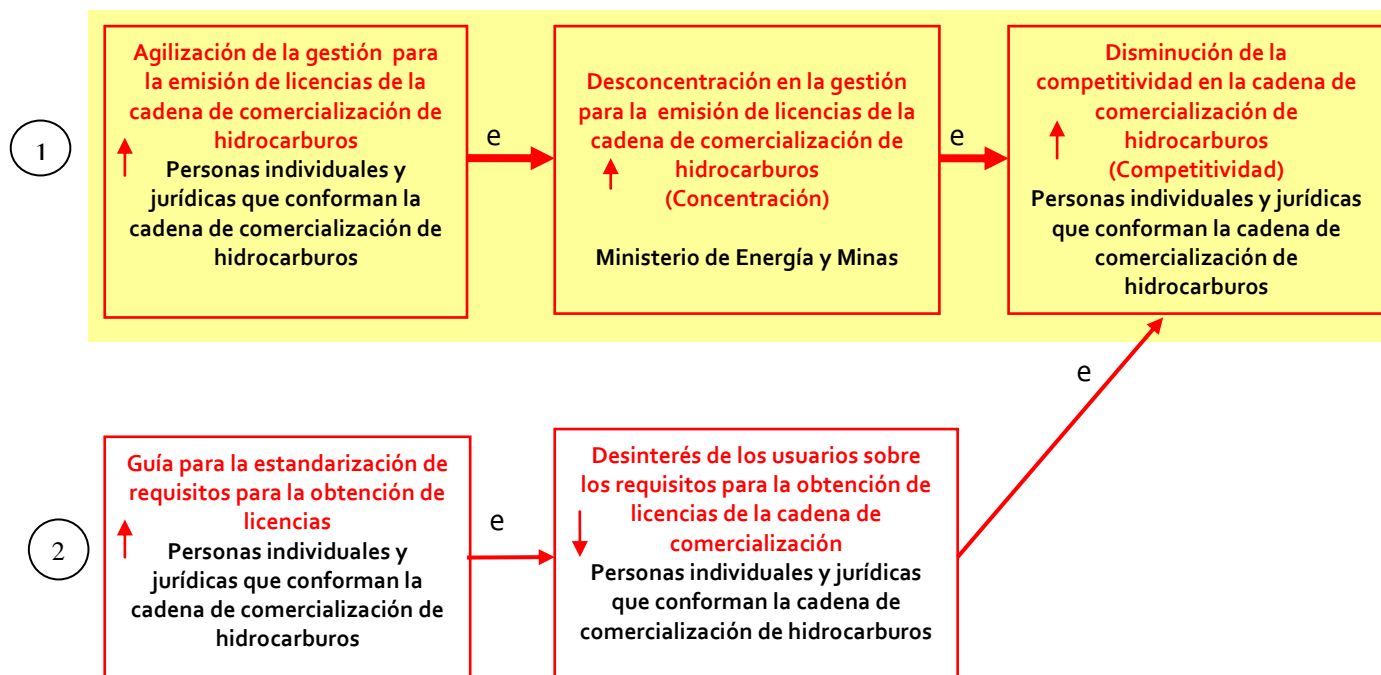 1
Agilización de la gestión para
la emisión de licencias de la
cadena de comercialización de
hidrocarburos
Personas individuales y
jurídicas que conforman la
cadena de comercialización de
hidrocarburos
e
Desconcentración en la gestión
para la emisión de licencias de la
cadena de comercialización de
hidrocarburos
(Concentración)
Ministerio de Energía y Minas
e
Disminución de la
competitividad en la cadena de
comercialización de
hidrocarburos
(Competitividad)
Personas individuales y jurídicas
que conforman la cadena de
comercialización de
hidrocarburos
2
Guía para la estandarización de
requisitos para la obtención de
licencias
Personas individuales y
jurídicas que conforman la
cadena de comercialización de
hidrocarburos
e
Desinterés de los usuarios sobre
los requisitos para la obtención de
licencias de la cadena de
comercialización
Personas individuales y jurídicas
que conforman la cadena de
comercialización de hidrocarburos
e